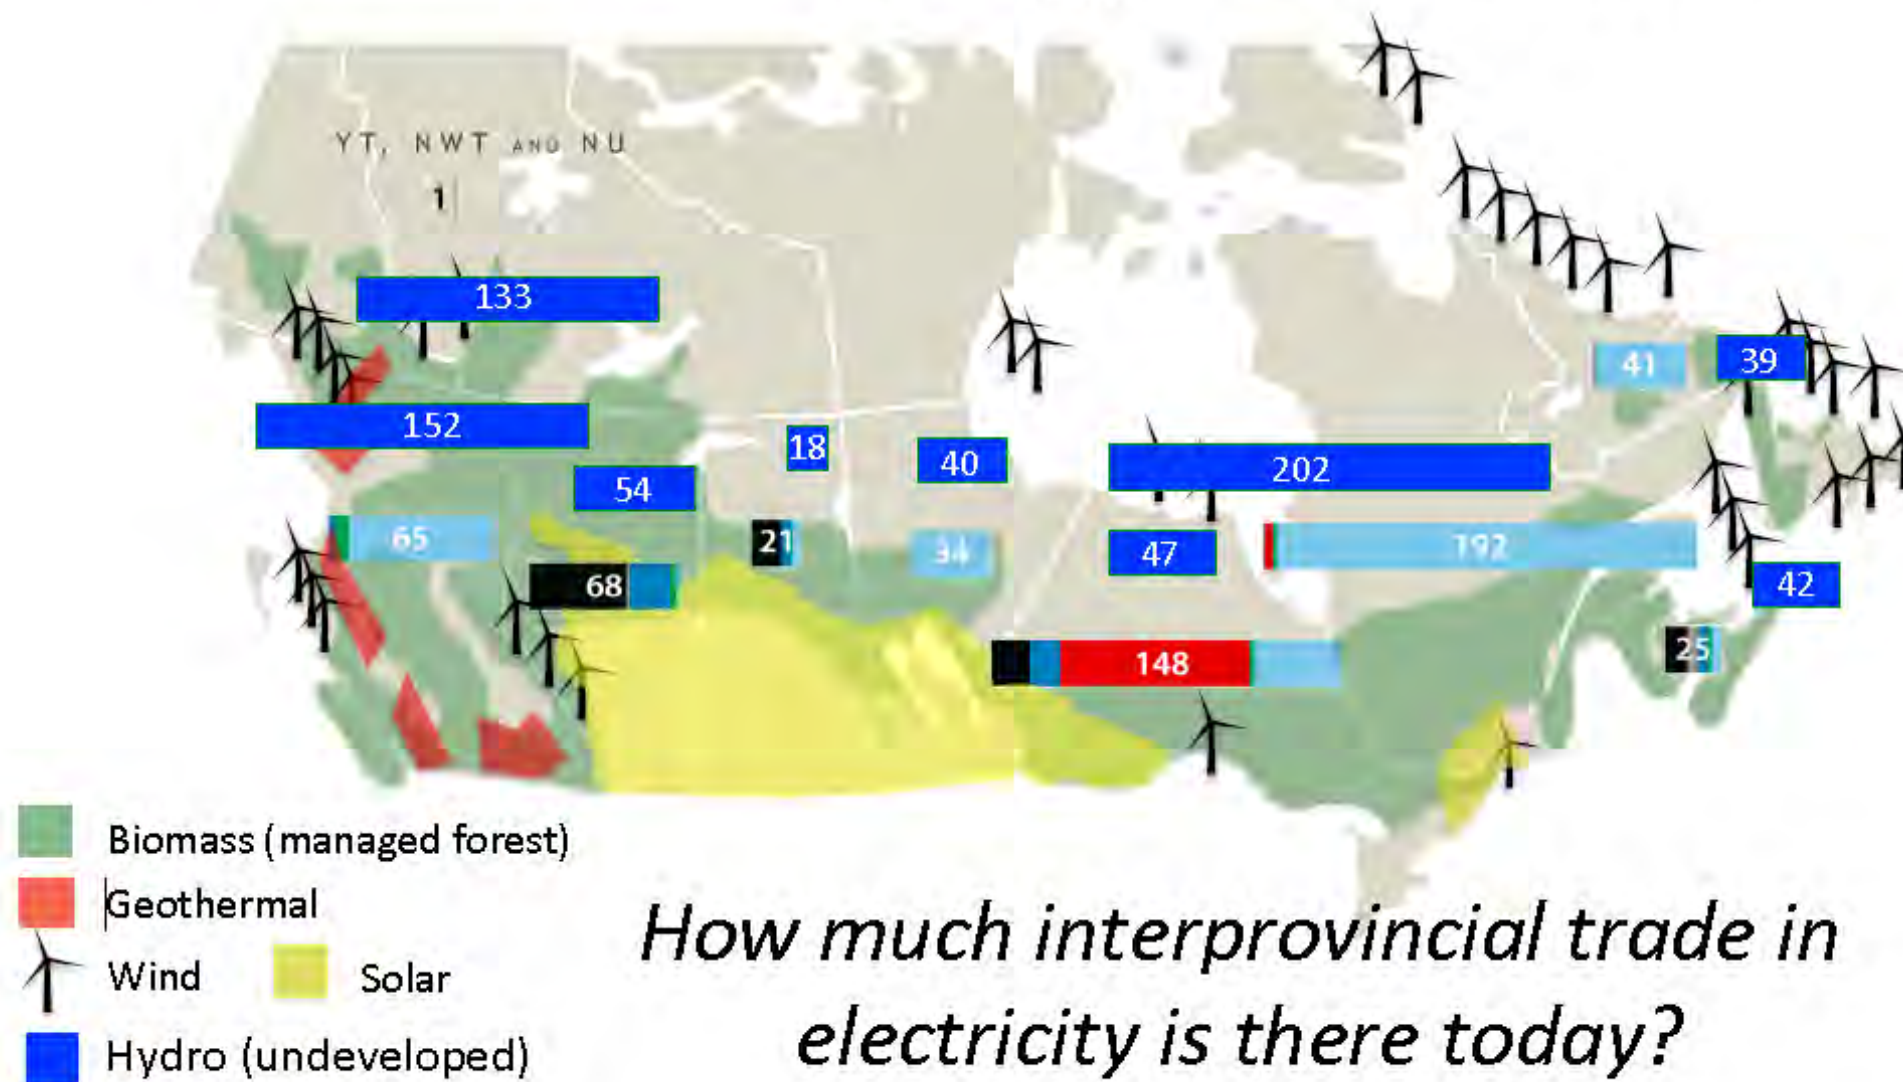 YT, NWT AND NU
1
133
41
39
152
18
40
202
54
65
21
34
47
192
68
42
148
25
Biomass (managed forest)
Geothermal
Wind
Solar
Hydro (undeveloped)
How much interprovincial trade in
electricity is there today?